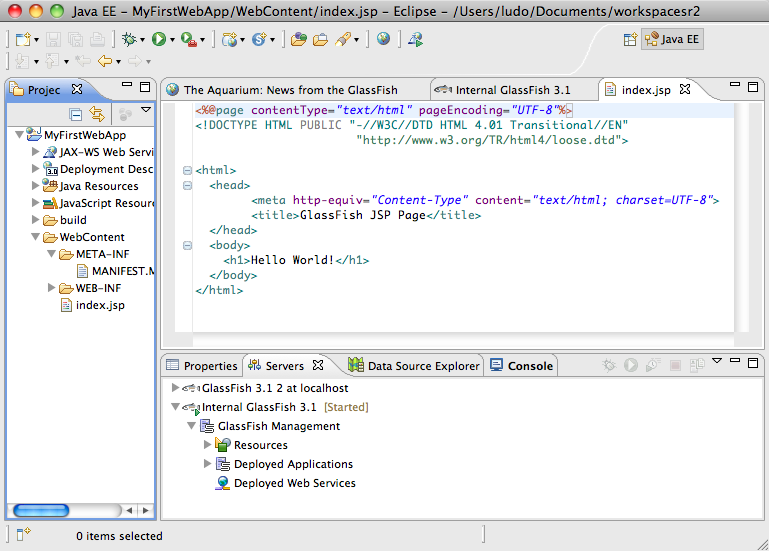 Java EE – MyFirstWebApp/WebContent/index.jsp – Eclipse – /Users/ludo/Documents/workspacesr2
Java EE
Projec
MyFirstWebApp
JAX-WS Web Servi
Deployment Desc
Java Resources
JavaScript Resour
build
WebContent
META-INF
MANIFEST.M
WEB-INF
index.jsp
The Aquarium: News from the GlassFish
Internal GlassFish 3.1
index.jsp
<%@page contentType="text/html" pageEncoding="UTF-8"%>
<!DOCTYPE HTML PUBLIC "-//W3C//DTD HTML 4.01 Transitional//EN"
"http://www.w3.org/TR/html4/loose.dtd">
<html>
<head>
<meta http-equiv="Content-Type" content="text/html; charset=UTF-8">
<title>GlassFish JSP Page</title>
</head>
<body>
<h1>Hello World!</h1>
</body>
</html>
Properties
Servers
Data Source Explorer
Console
GlassFish 3.1 2 at localhost
Internal GlassFish 3.1 [Started]
GlassFish Management
Resources
Deployed Applications
Deployed Web Services
0 items selected